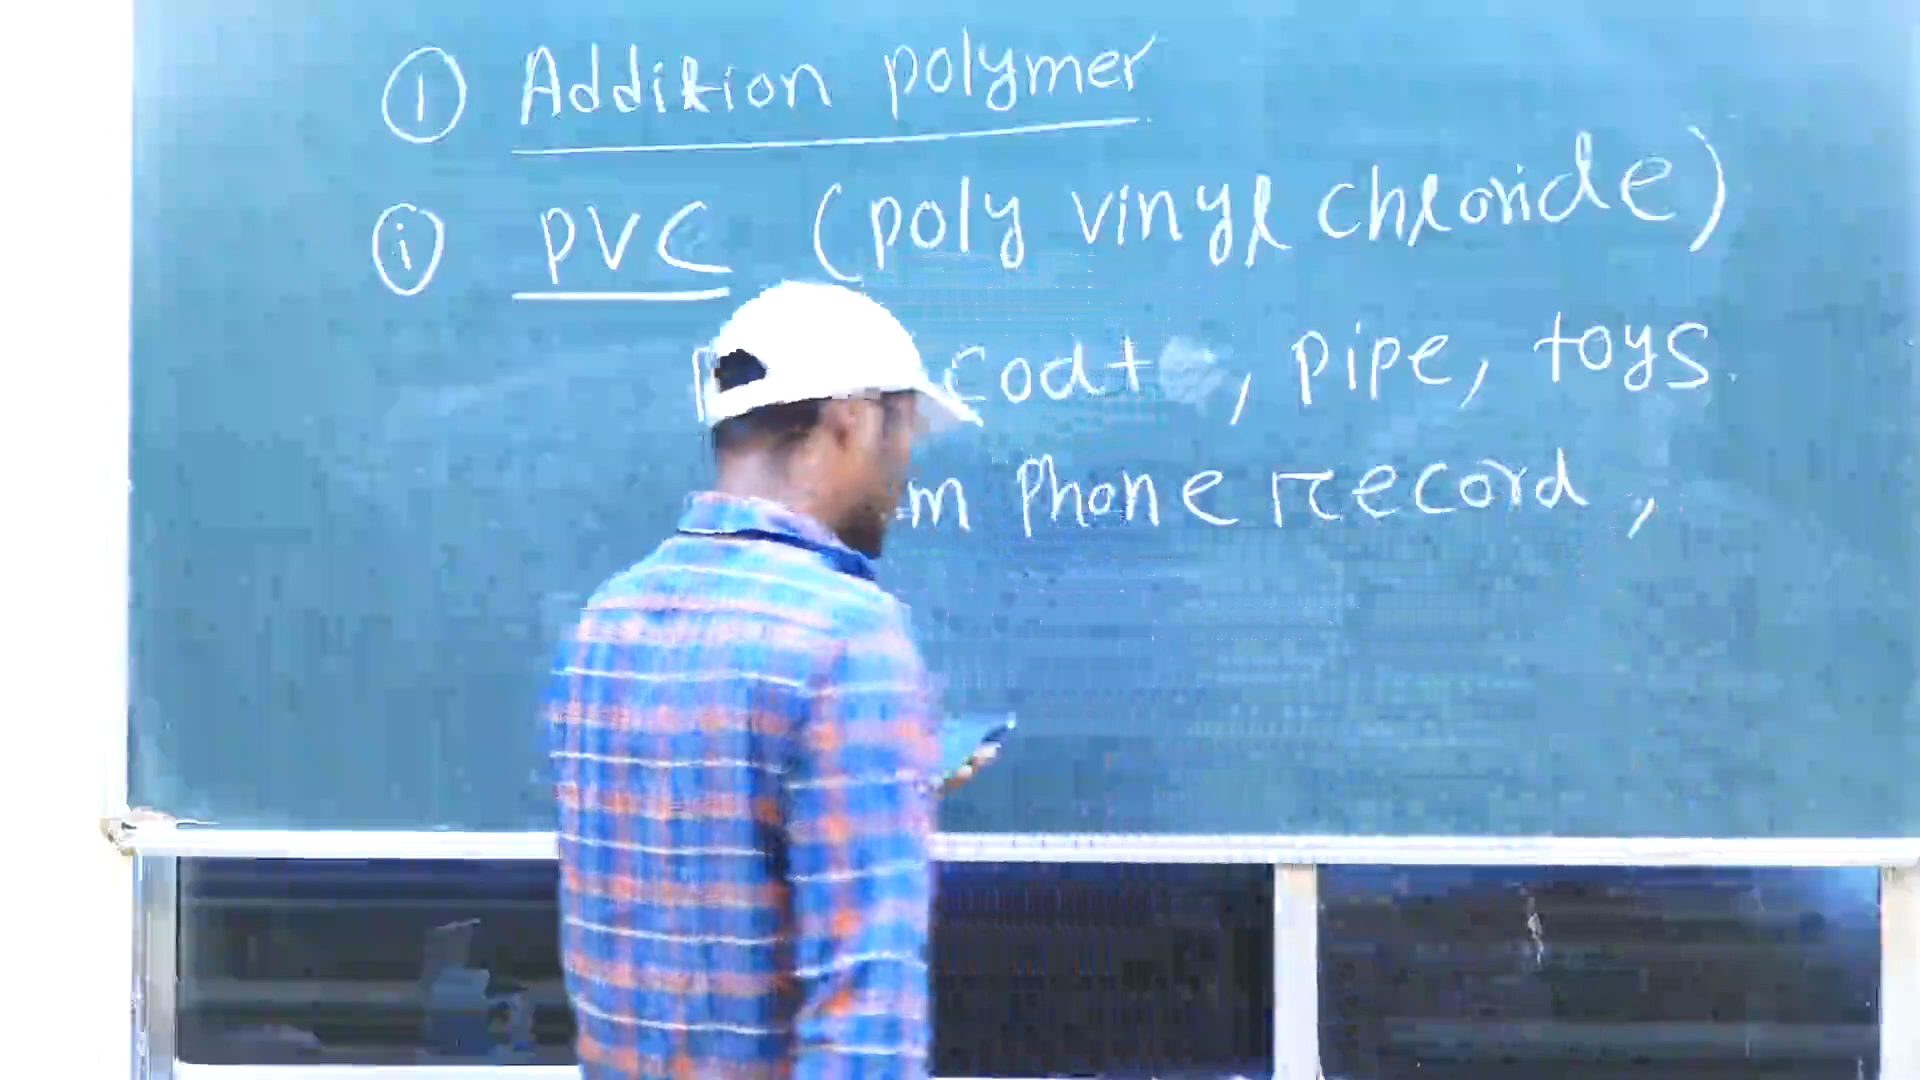 ① Addition polymer
ⓘ PVC (poly vinyl chloride)
coat , pipe, toys.
phone record ,